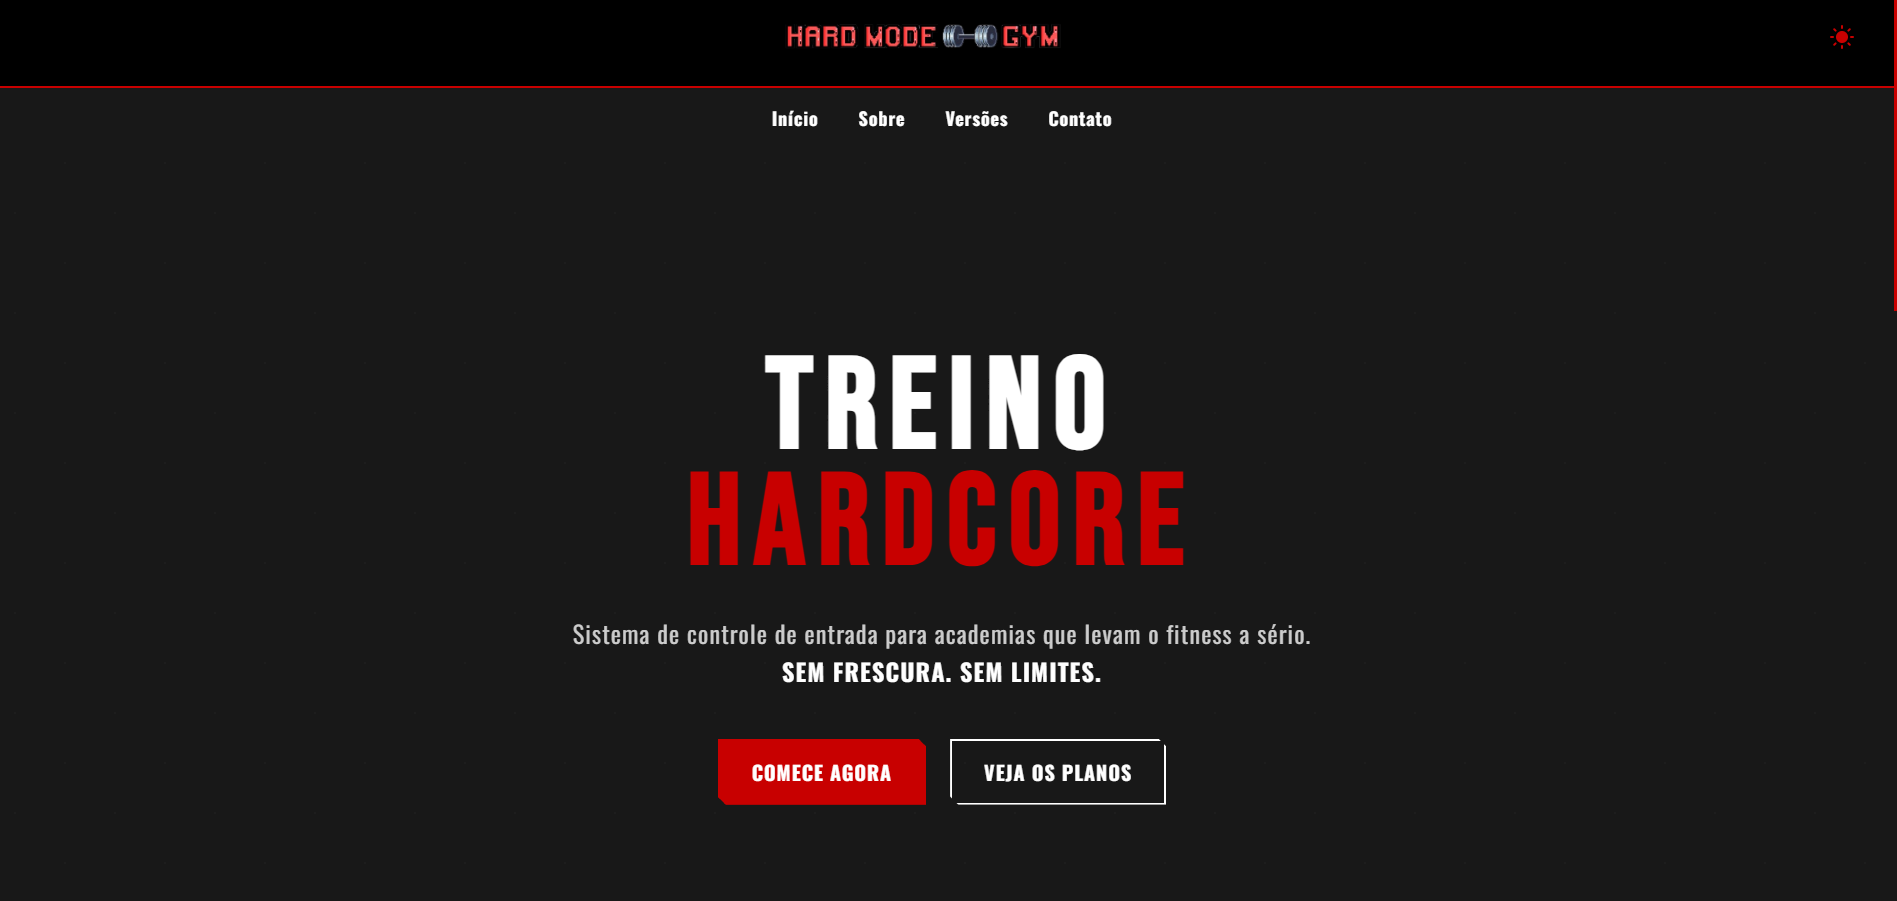 HARD MODE GYM
Início Sobre Versões Contato
TREINO
HARDCORE
Sistema de controle de entrada para academias que levam o fitness a sério.
SEM FRESCURA. SEM LIMITES.
COMECE AGORA VEJA OS PLANOS